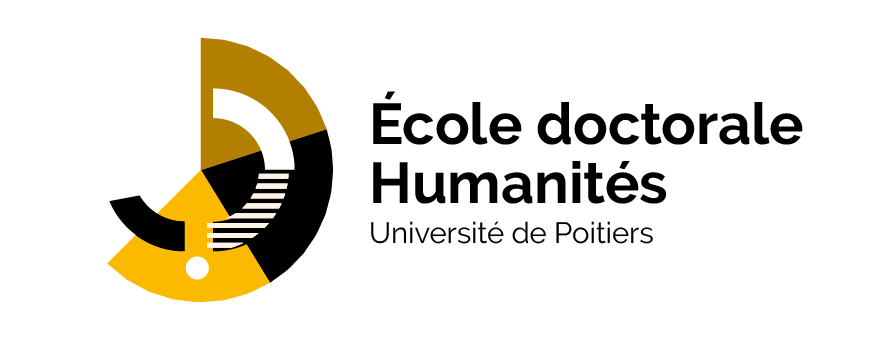 École doctorale
Humanités
Université de Poitiers